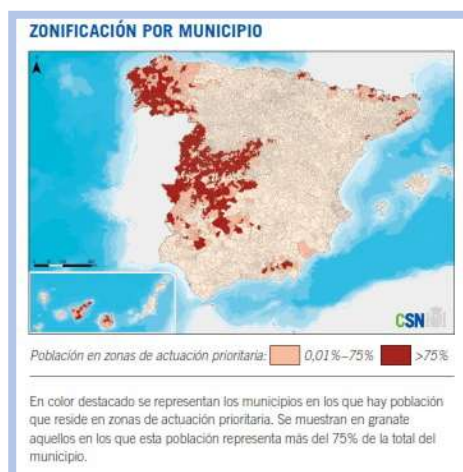 ZONIFICACIÓN POR MUNICIPIO
CSN
Población en zonas de actuación prioritaria: 0,01%–75% >75%
En color destacado se representan los municipios en los que hay población
que reside en zonas de actuación prioritaria. Se muestran en granate
aquellos en los que esta población representa más del 75% de la total del
municipio.